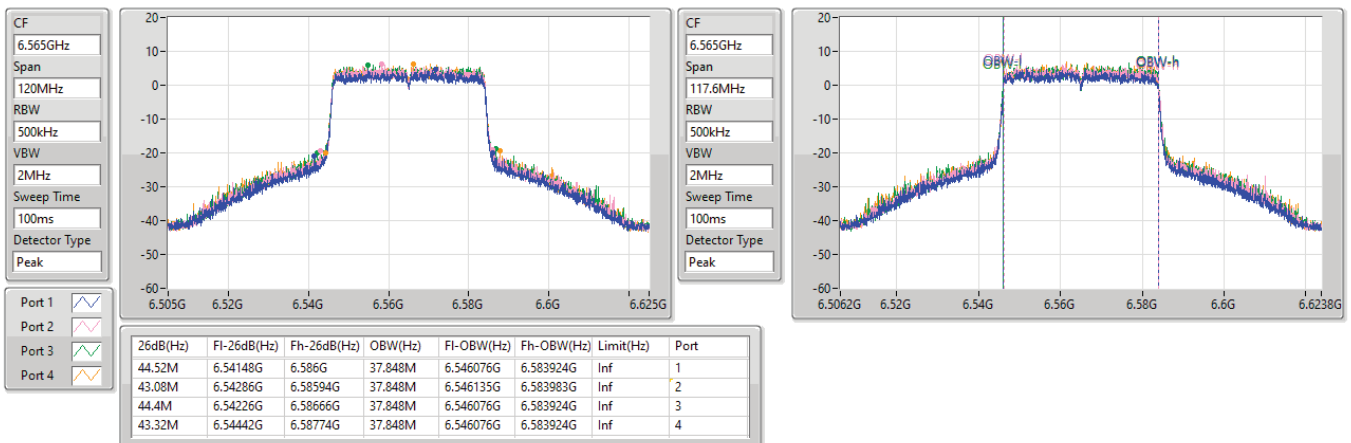 CF
6.565GHz
Span
120MHz
RBW
500kHz
VBW
2MHz
Sweep Time
100ms
Detector Type
Peak
20
10
0
-10
-20
-30
-40
-50
-60
6.505G 6.52G 6.54G 6.56G 6.58G 6.6G 6.625G
CF
6.565GHz
Span
117.6MHz
RBW
500kHz
VBW
2MHz
Sweep Time
100ms
Detector Type
Peak
20
10
0
-10
-20
-30
-40
-50
-60
OBW-l OBW-h
6.5062G 6.52G 6.54G 6.56G 6.58G 6.6G 6.6238G
Port 1
Port 2
Port 3
Port 4
26dB(Hz) Fl-26dB(Hz) Fh-26dB(Hz) OBW(Hz) Fl-OBW(Hz) Fh-OBW(Hz) Limit(Hz) Port
44.52M 6.54148G 6.586G 37.848M 6.546076G 6.583924G Inf 1
43.08M 6.54286G 6.58594G 37.848M 6.546135G 6.583983G Inf 2
44.4M 6.54226G 6.58666G 37.848M 6.546076G 6.583924G Inf 3
43.32M 6.54442G 6.58774G 37.848M 6.546076G 6.583924G Inf 4